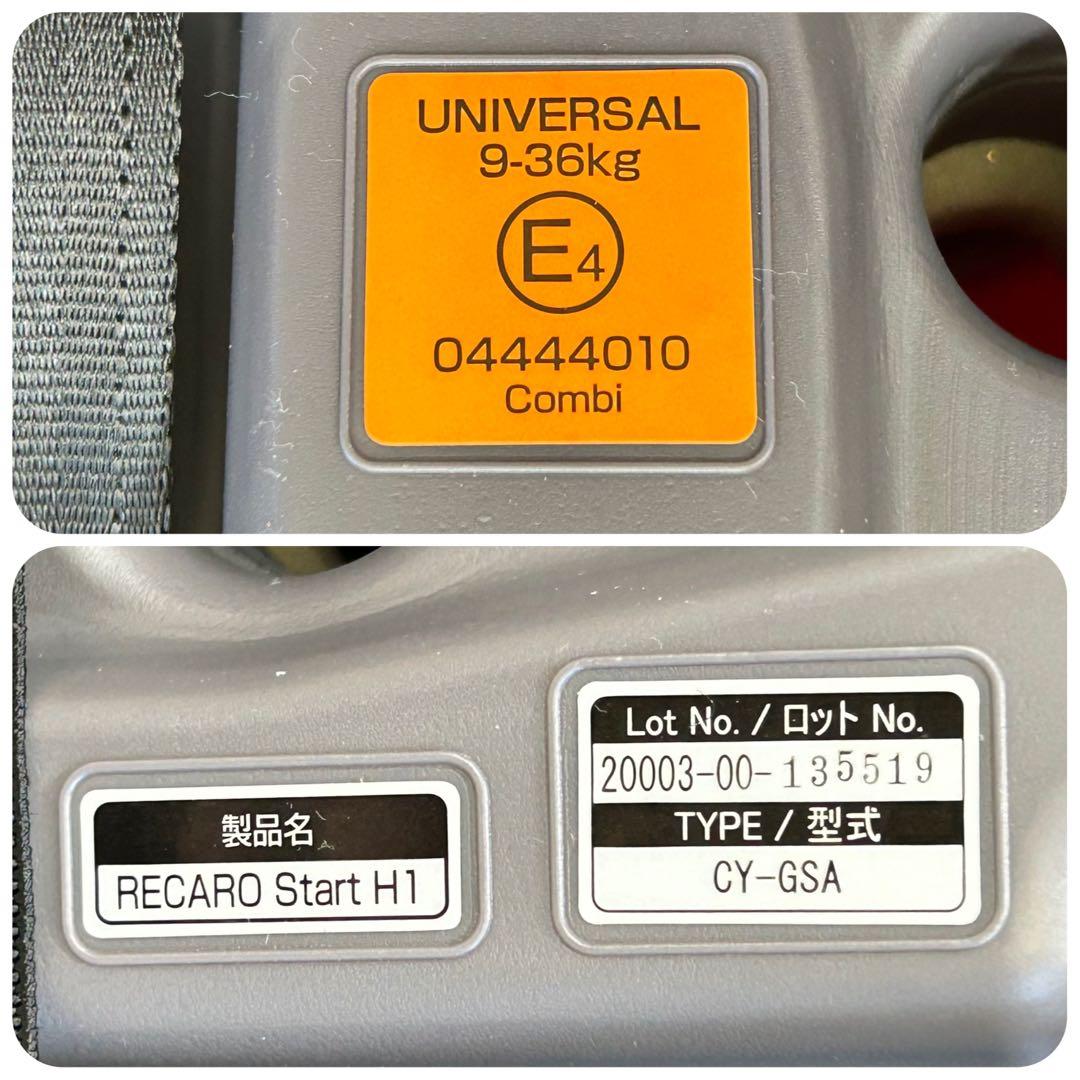 UNIVERSAL
9-36kg
E4
04444010
Combi
製品名
RECARO Start H1
Lot No. / ロット No.
20003-00-135519
TYPE / 型式
CY-GSA